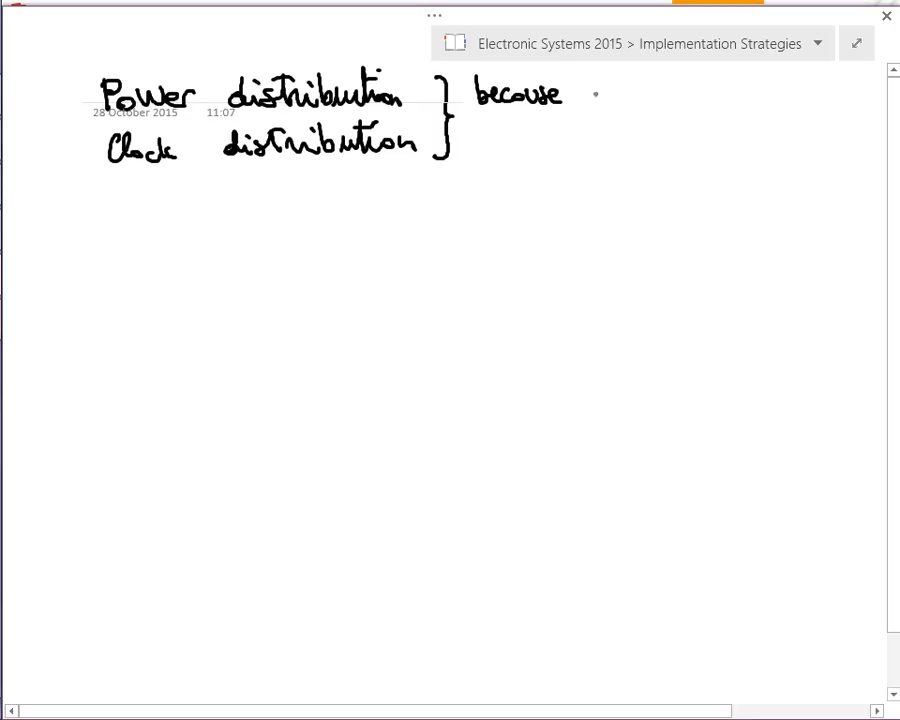 Electronic Systems 2015 > Implementation Strategies
Power distribution } because
28 October 2015 11:07
Clock distribution